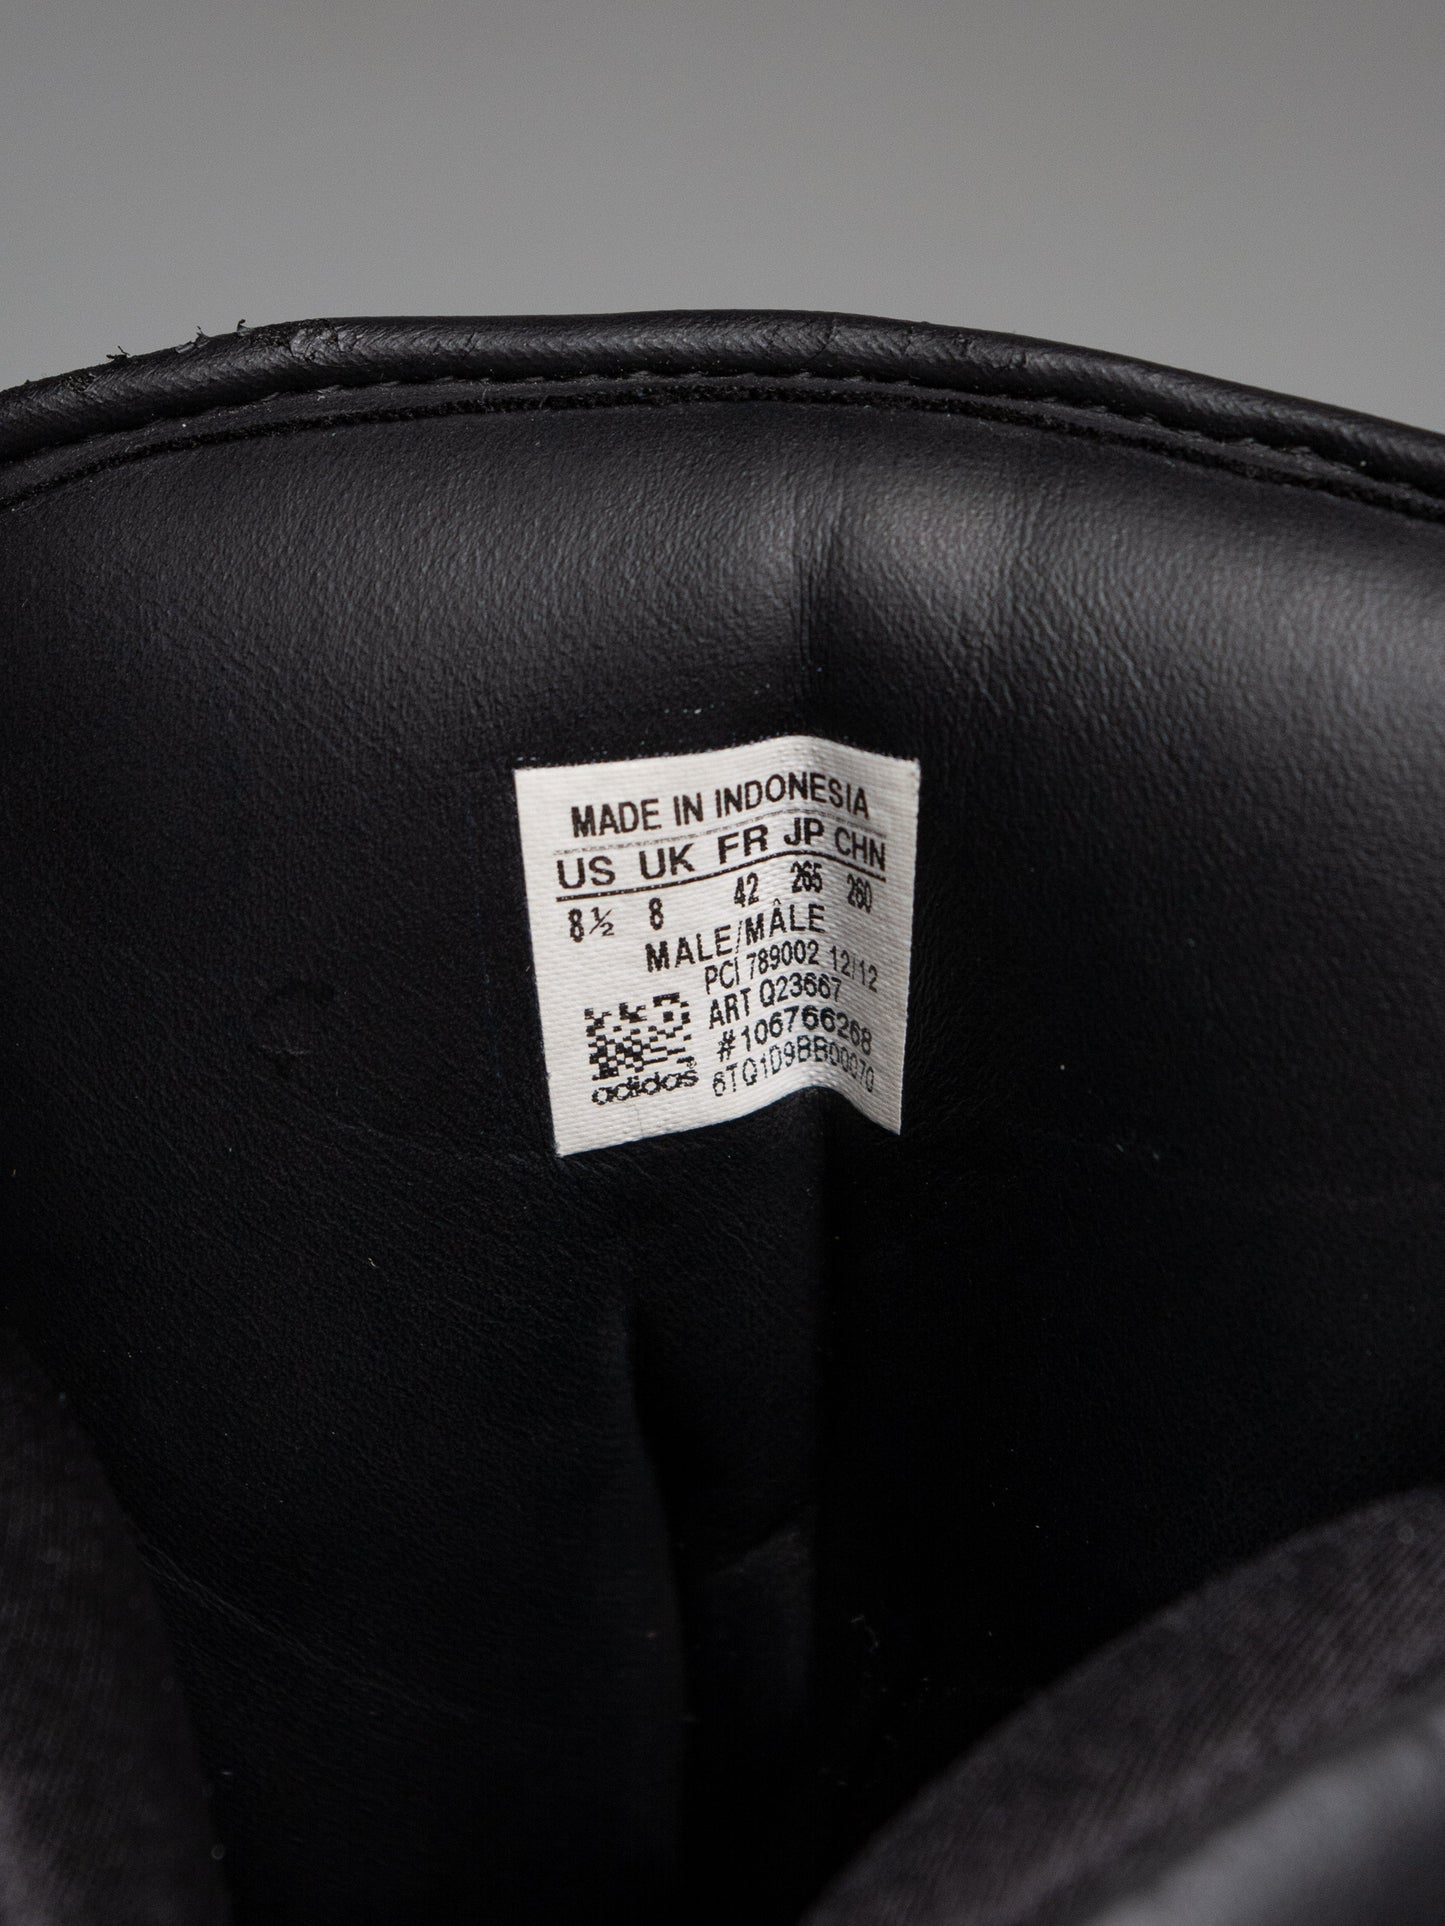 MADE IN INDONESIA
US UK FR JP CHN
8½ 8 42 265 260
MALE/MÂLE
PCI 789002 12/12
ART Q23667
#106766268
6TQ1D9BB00070
adidas®